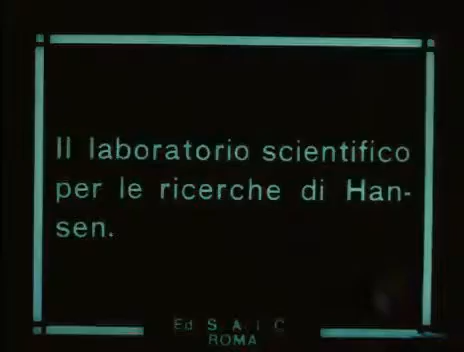 Il laboratorio scientifico
per le ricerche di Han-
sen.
Ed S. A. I. C
ROMA